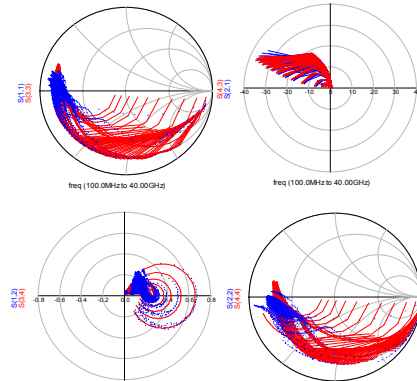 S(1,1)
S(3,3)
freq (100.0MHz to 40.00GHz)
S(4,3)
S(2,1)
-40 -30 -20 -10 0 10 20 30 40
freq (100.0MHz to 40.00GHz)
S(1,2)
S(3,4)
-0.8 -0.6 -0.4 -0.2 0.0 0.2 0.4 0.6 0.8
S(2,2)
S(4,4)